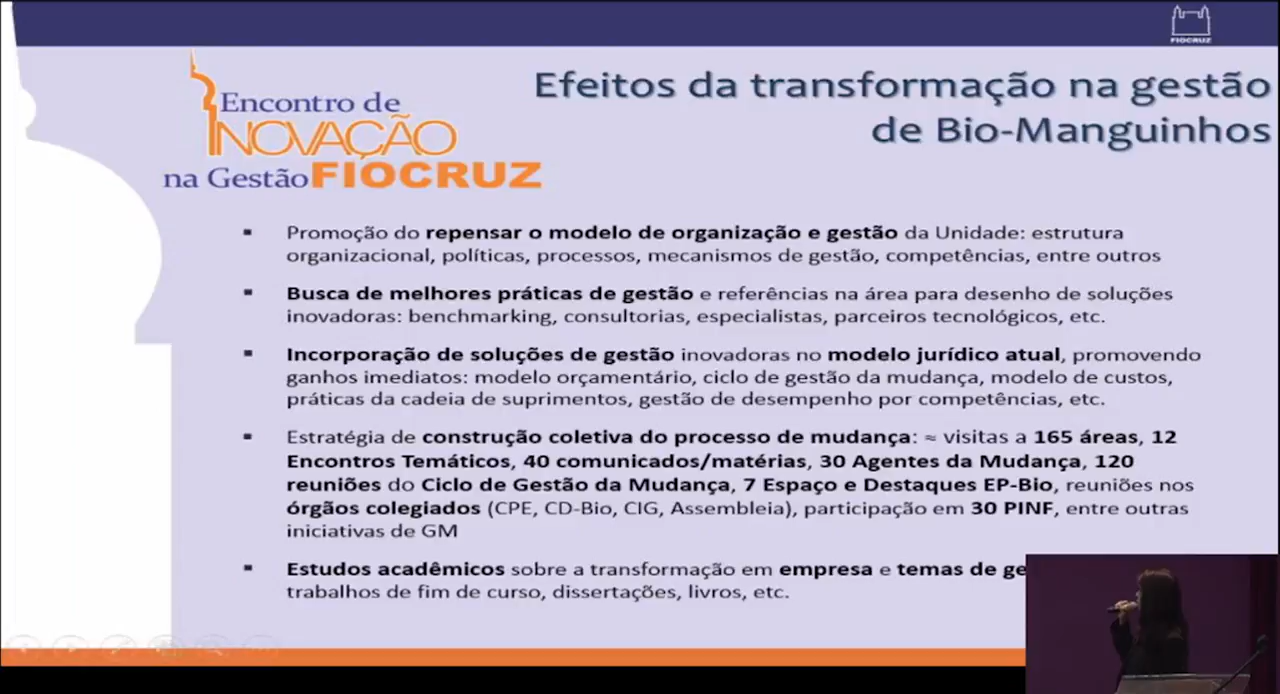 FIOCRUZ
Encontro de
INOVAÇÃO
na Gestão FIOCRUZ
Efeitos da transformação na gestão
de Bio-Manguinhos
▪ Promoção do repensar o modelo de organização e gestão da Unidade: estrutura
organizacional, políticas, processos, mecanismos de gestão, competências, entre outros
▪ Busca de melhores práticas de gestão e referências na área para desenho de soluções
inovadoras: benchmarking, consultorias, especialistas, parceiros tecnológicos, etc.
▪ Incorporação de soluções de gestão inovadoras no modelo jurídico atual, promovendo
ganhos imediatos: modelo orçamentário, ciclo de gestão da mudança, modelo de custos,
práticas da cadeia de suprimentos, gestão de desempenho por competências, etc.
▪ Estratégia de construção coletiva do processo de mudança: ≈ visitas a 165 áreas, 12
Encontros Temáticos, 40 comunicados/matérias, 30 Agentes da Mudança, 120
reuniões do Ciclo de Gestão da Mudança, 7 Espaço e Destaques EP-Bio, reuniões nos
órgãos colegiados (CPE, CD-Bio, CIG, Assembleia), participação em 30 PINF, entre outras
iniciativas de GM
▪ Estudos acadêmicos sobre a transformação em empresa e temas de ge
trabalhos de fim de curso, dissertações, livros, etc.